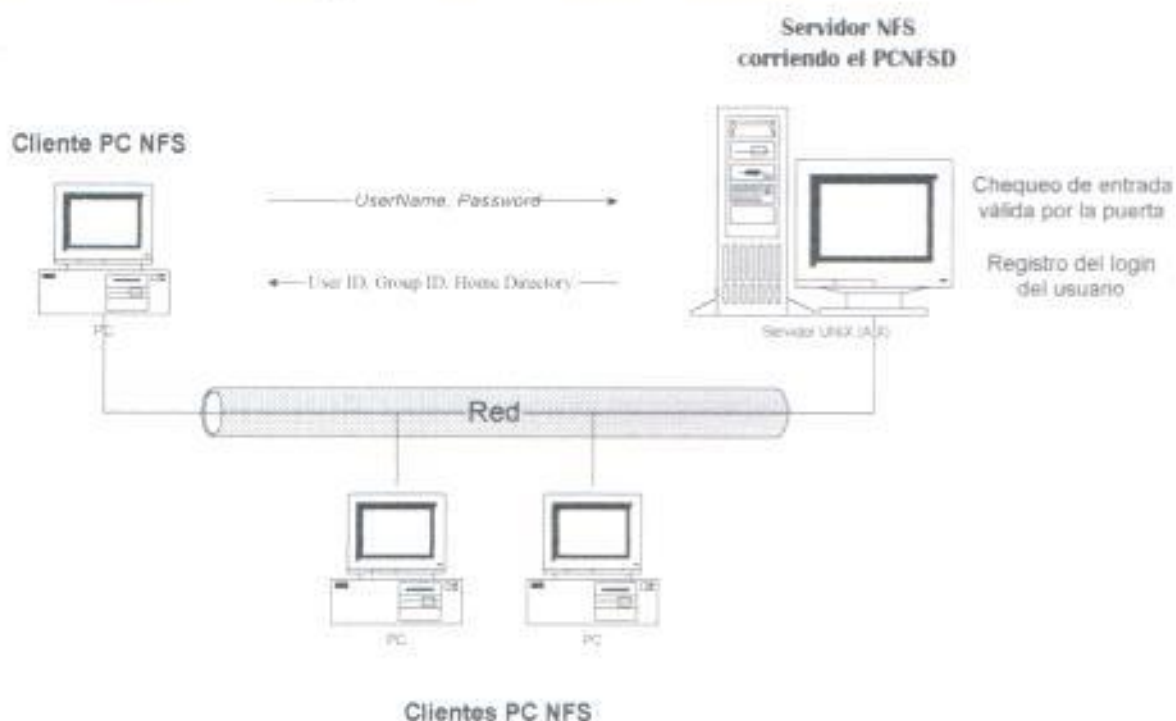 Servidor NFS
corriendo el PCNFSD
Cliente PC NFS
UserName, Password
Chequeo de entrada
válida por la puerta
User ID, Group ID, Home Directory
Registro del login
del usuario
PC
Servidor UNIX (AIX)
Red
PC
PC
Clientes PC NFS